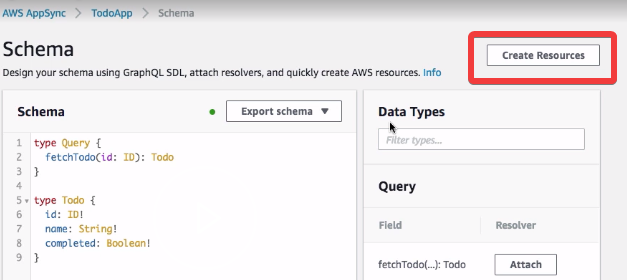 AWS AppSync > TodoApp > Schema
Schema
Create Resources
Design your schema using GraphQL SDL, attach resolvers, and quickly create AWS resources. Info
Schema
Export schema
1 type Query {
2 fetchTodo(id: ID): Todo
3 }
4
5 type Todo {
6 id: ID!
7 name: String!
8 completed: Boolean!
9 }
Data Types
Filter types...
Query
Field Resolver
fetchTodo(...): Todo Attach